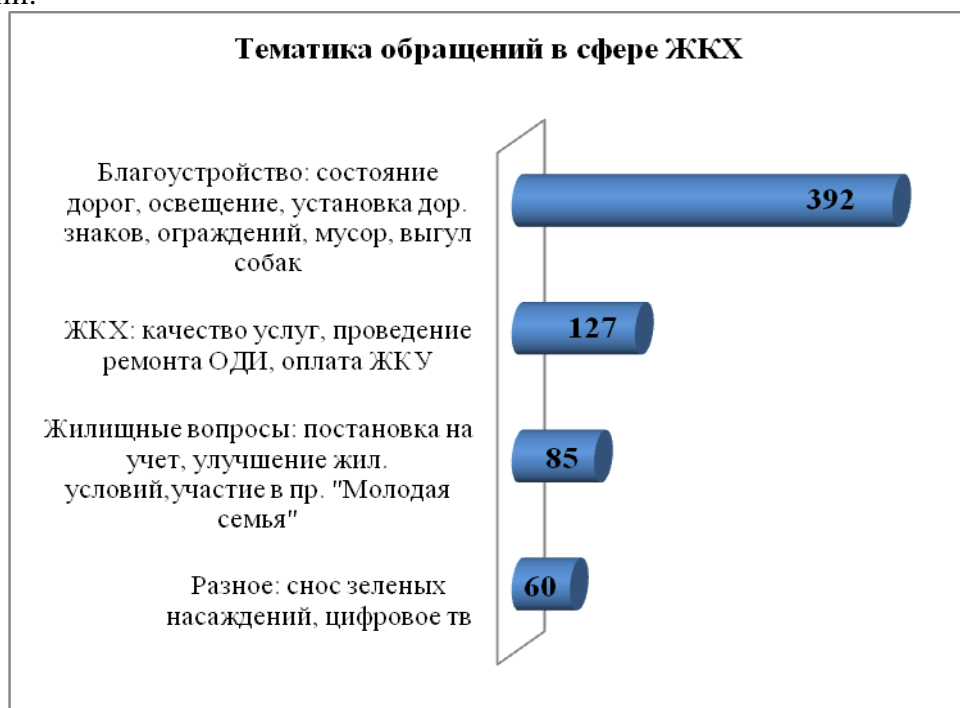 Тематика обращений в сфере ЖКХ
Благоустройство: состояние
дорог, освещение, установка дор.
знаков, ограждений, мусор, выгул
собак
392
ЖКХ: качество услуг, проведение
ремонта ОДИ, оплата ЖКУ
127
Жилищные вопросы: постановка на
учет, улучшение жил.
условий,участие в пр. "Молодая
семья"
85
Разное: снос зеленых
насаждений, цифровое тв
60